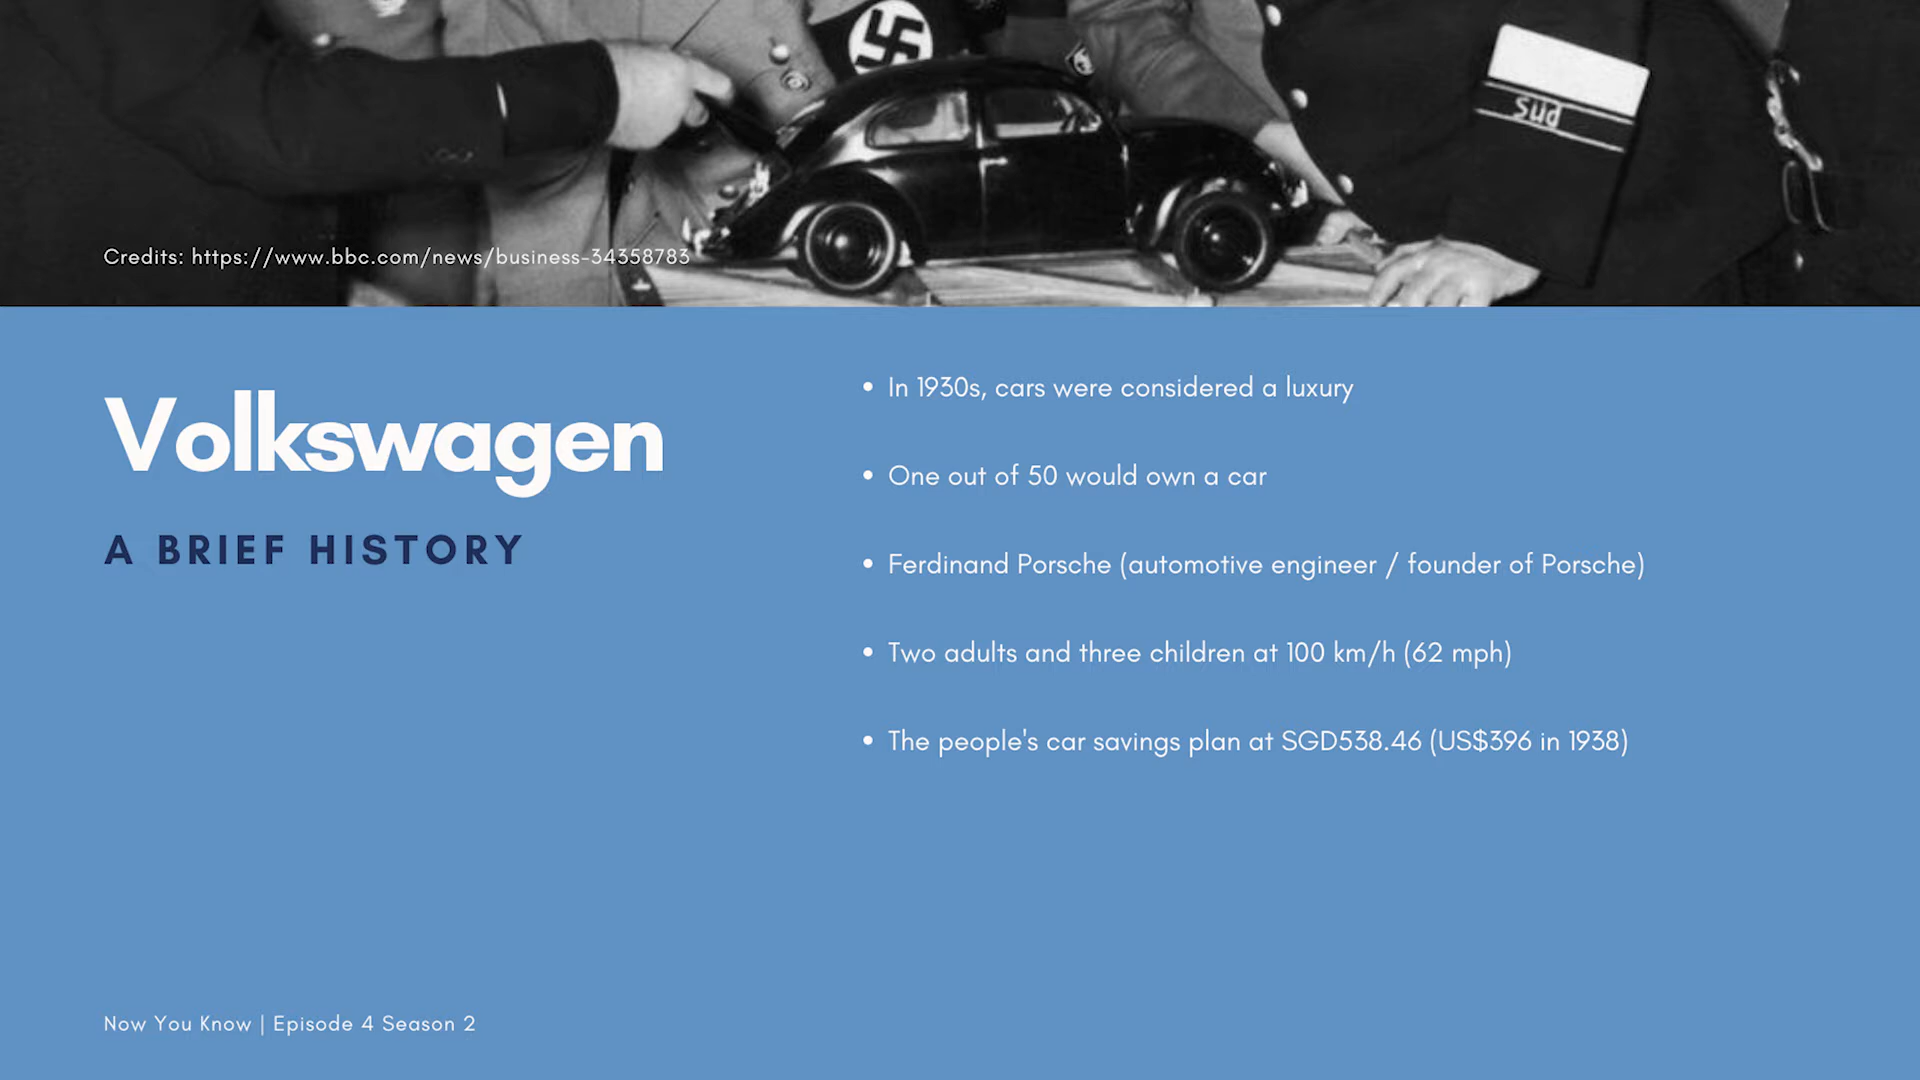 Süd
Credits: https://www.bbc.com/news/business-34358783
Volkswagen
A BRIEF HISTORY
• In 1930s, cars were considered a luxury
• One out of 50 would own a car
• Ferdinand Porsche (automotive engineer / founder of Porsche)
• Two adults and three children at 100 km/h (62 mph)
• The people's car savings plan at SGD538.46 (US$396 in 1938)
Now You Know | Episode 4 Season 2